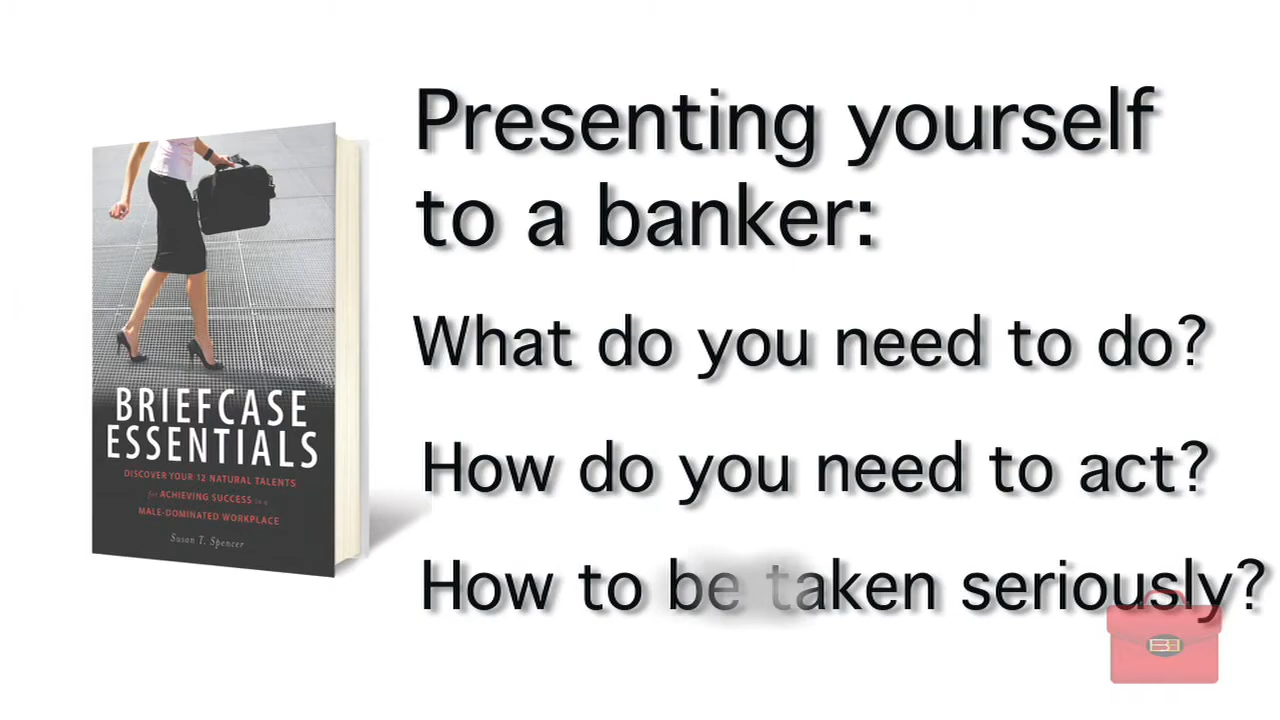 Presenting yourself
to a banker:
What do you need to do?
How do you need to act?
How to be taken seriously?
BRIEFCASE
ESSENTIALS
DISCOVER YOUR 12 NATURAL TALENTS
for ACHIEVING SUCCESS in a
MALE-DOMINATED WORKPLACE
Susan T. Spencer